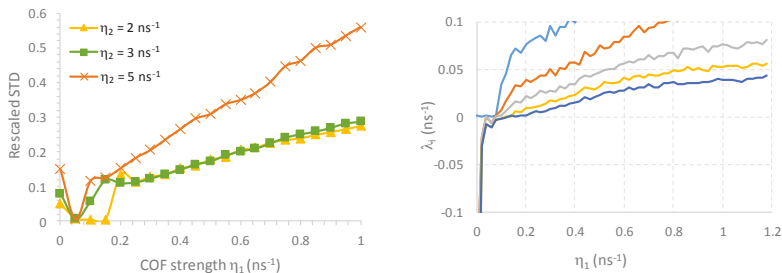 η₂ = 2 ns⁻¹
η₂ = 3 ns⁻¹
η₂ = 5 ns⁻¹
Rescaled STD
0.6
0.5
0.4
0.3
0.2
0.1
0
0 0.2 0.4 0.6 0.8 1
COF strength η₁ (ns⁻¹)
λᵢ (ns⁻¹)
0.1
0.05
0
-0.05
-0.1
0 0.2 0.4 0.6 0.8 1 1.2
η₁ (ns⁻¹)